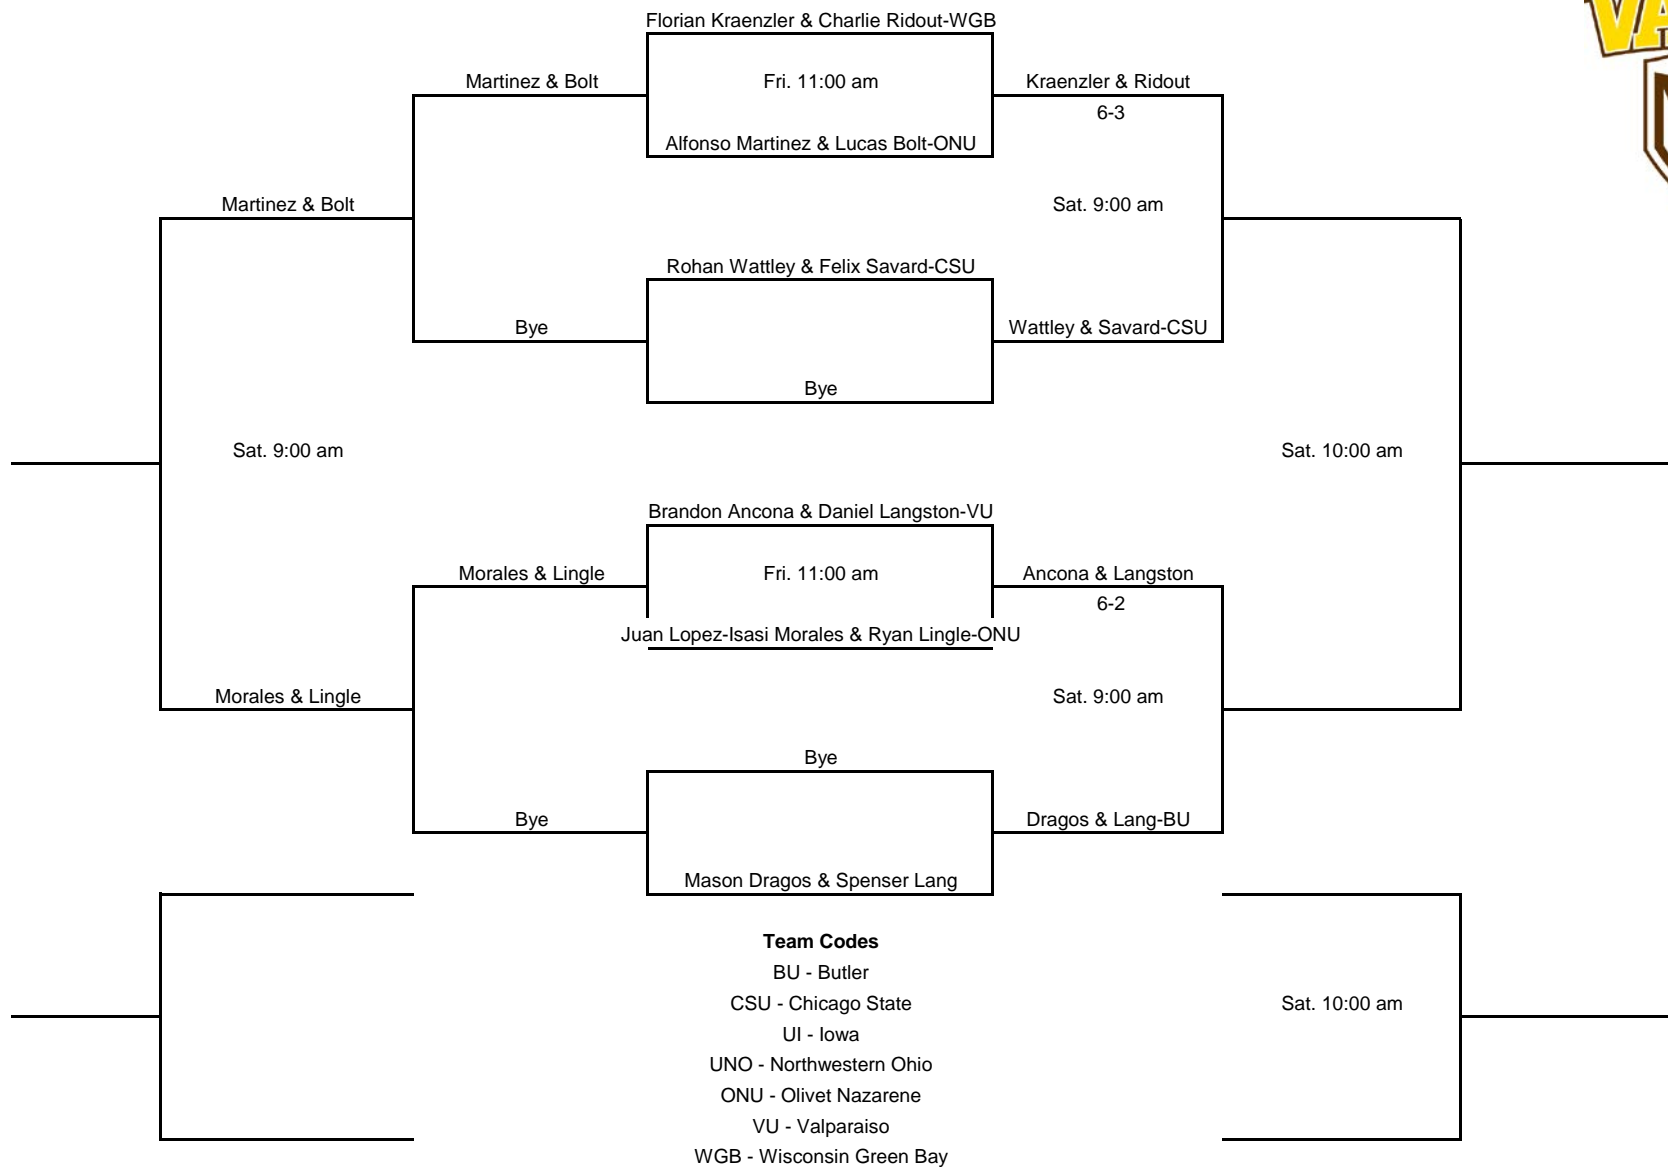 Florian Kraenzler & Charlie Ridout-WGB
Martinez & Bolt
Fri. 11:00 am
Kraenzler & Ridout
6-3
Alfonso Martinez & Lucas Bolt-ONU
Martinez & Bolt
Sat. 9:00 am
Rohan Wattley & Felix Savard-CSU
Bye
Wattley & Savard-CSU
Bye
Sat. 9:00 am
Sat. 10:00 am
Brandon Ancona & Daniel Langston-VU
Morales & Lingle
Fri. 11:00 am
Ancona & Langston
6-2
Juan Lopez-Isasi Morales & Ryan Lingle-ONU
Morales & Lingle
Sat. 9:00 am
Bye
Bye
Dragos & Lang-BU
Mason Dragos & Spenser Lang
Team Codes
BU - Butler
CSU - Chicago State
Sat. 10:00 am
UI - Iowa
UNO - Northwestern Ohio
ONU - Olivet Nazarene
VU - Valparaiso
WGB - Wisconsin Green Bay